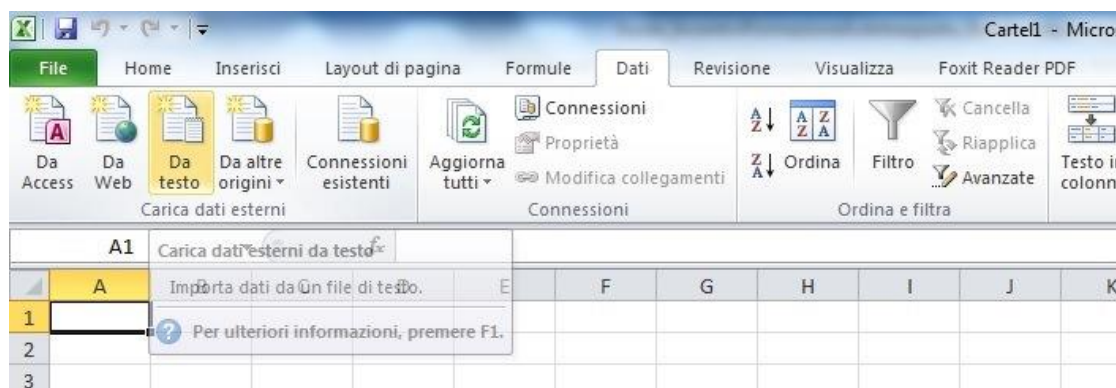 Cartel1 - Micro
File Home Inserisci Layout di pagina Formule Dati Revisione Visualizza Foxit Reader PDF
Da Access
Da Web
Da testo
Da altre origini
Connessioni esistenti
Aggiorna tutti
Connessioni
Proprietà
Modifica collegamenti
A Z
Z A
A Z Z A
Ordina
Filtro
Cancella
Riapplica
Avanzate
Testo i
colonn
Carica dati esterni Connessioni Ordina e filtra
A1 fx
Carica dati esterni da testo
A B C D E F G H I J K
Importa dati da un file di testo.
1
Per ulteriori informazioni, premere F1.
2
3